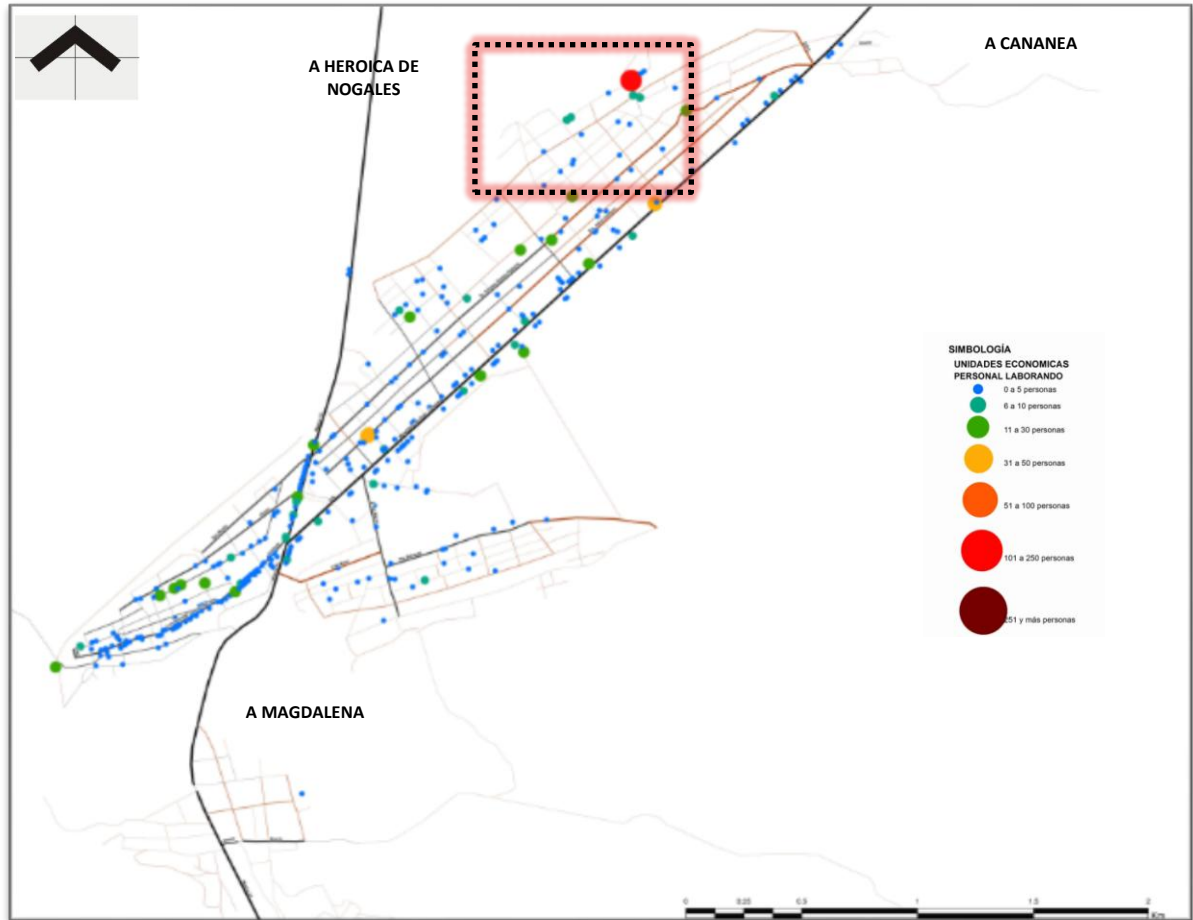 A HEROICA DE
NOGALES
A CANANEA
SIMBOLOGÍA
UNIDADES ECONOMICAS
PERSONAL LABORANDO
0 a 5 personas
6 a 10 personas
11 a 30 personas
31 a 50 personas
51 a 100 personas
101 a 250 personas
251 y más personas
A MAGDALENA
0 0.25 0.5 1 1.5 2
Km